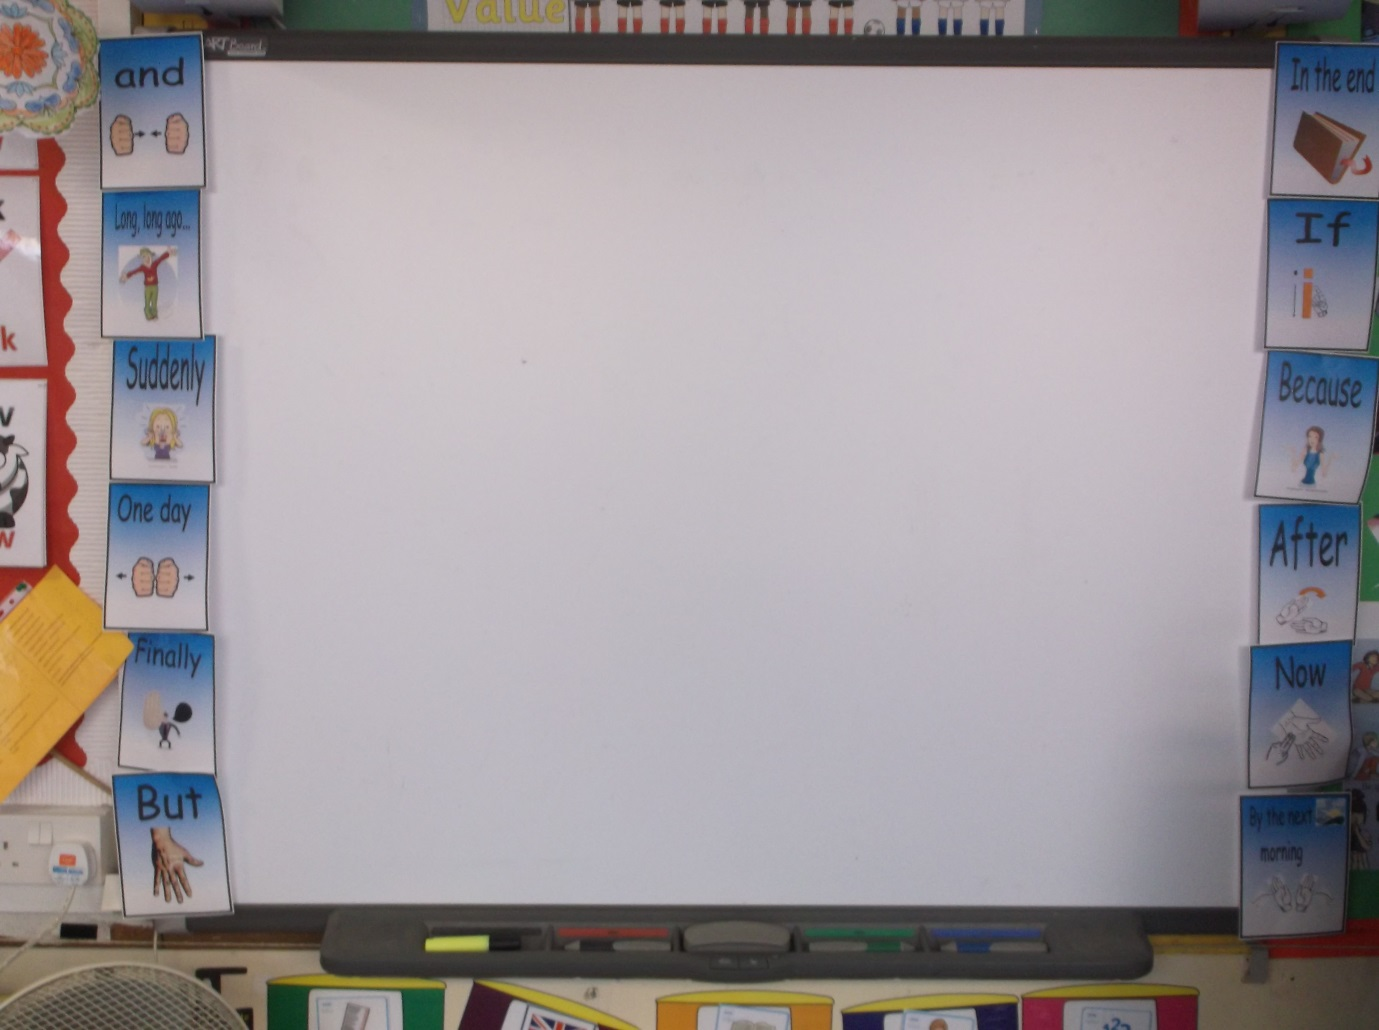 Value
and
Long, long ago...
Suddenly
One day
Finally
But
In the end
If
Because
After
Now
By the next
morning